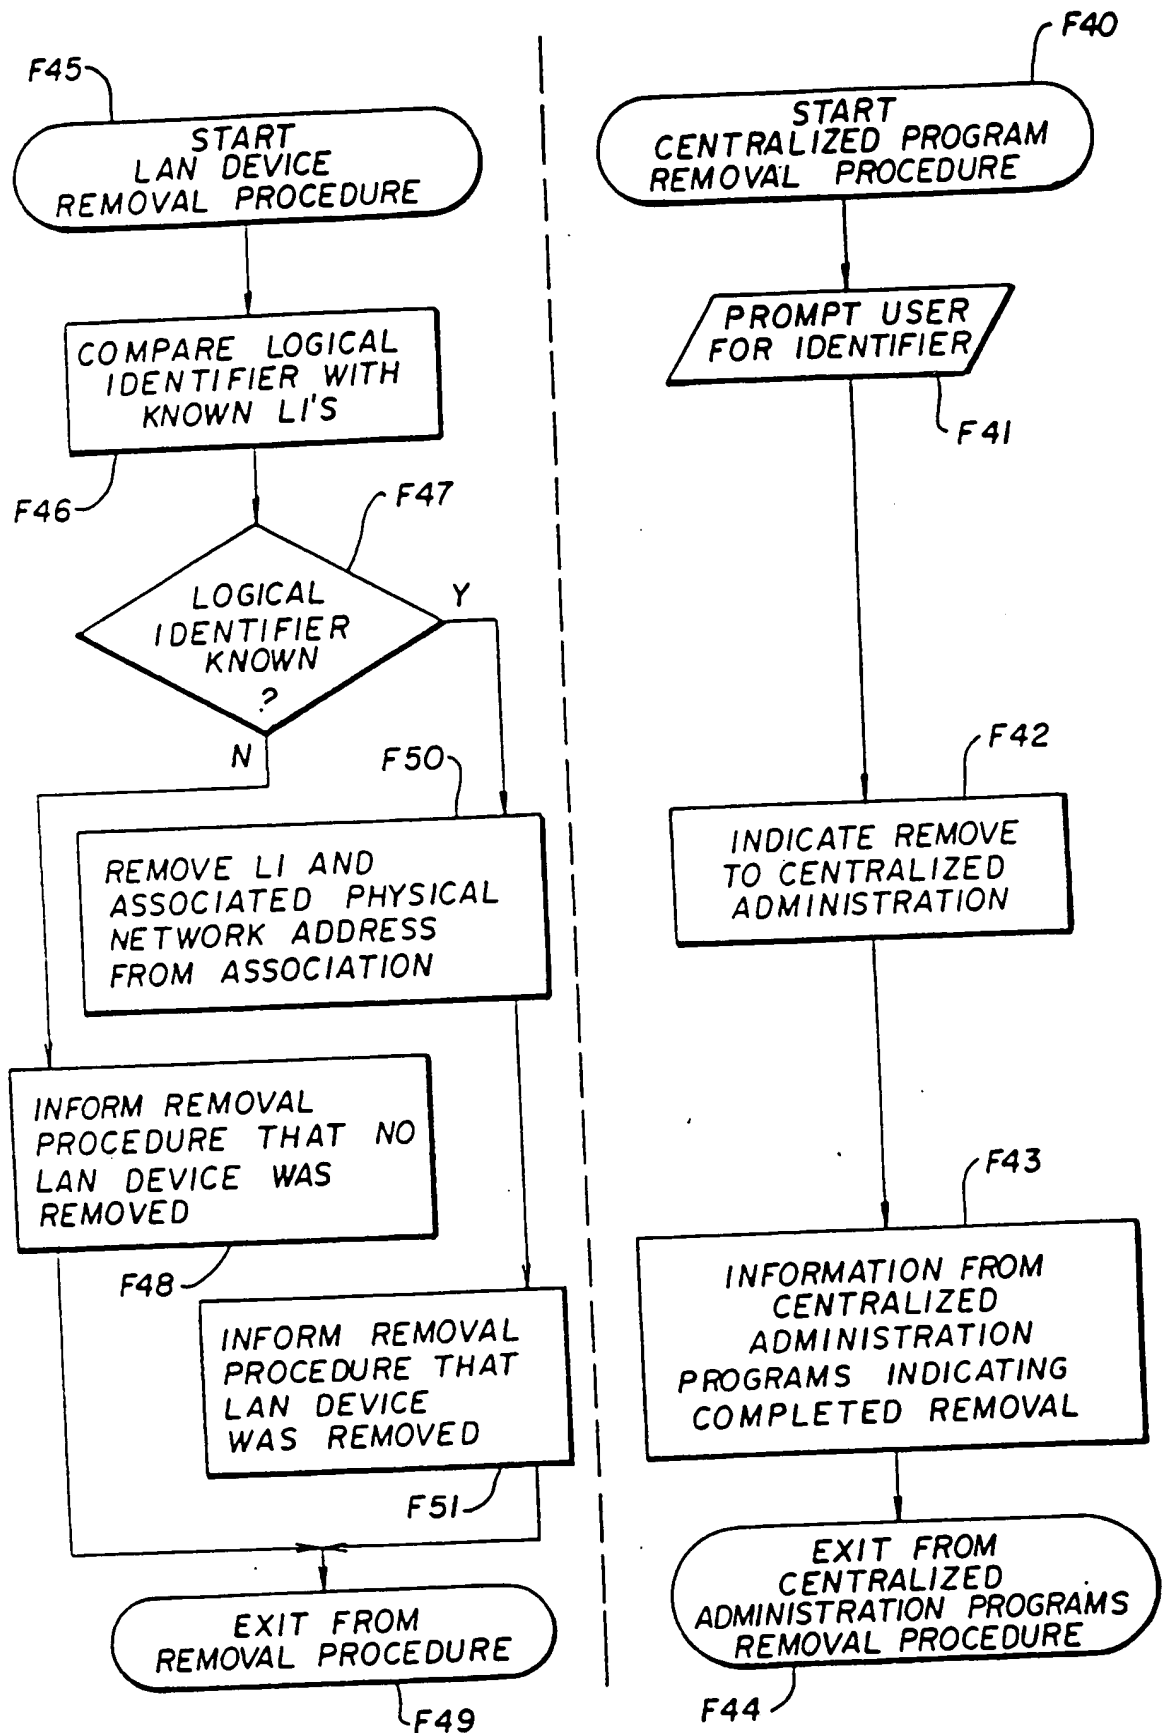 F45
START
LAN DEVICE
REMOVAL PROCEDURE
COMPARE LOGICAL
IDENTIFIER WITH
KNOWN LI'S
F46
F47
LOGICAL
IDENTIFIER
KNOWN
?
Y
N
F50
REMOVE LI AND
ASSOCIATED PHYSICAL
NETWORK ADDRESS
FROM ASSOCIATION
INFORM REMOVAL
PROCEDURE THAT NO
LAN DEVICE WAS
REMOVED
F48
INFORM REMOVAL
PROCEDURE THAT
LAN DEVICE
WAS REMOVED
F51
EXIT FROM
REMOVAL PROCEDURE
F49
F40
START
CENTRALIZED PROGRAM
REMOVAL PROCEDURE
PROMPT USER
FOR IDENTIFIER
F41
F42
INDICATE REMOVE
TO CENTRALIZED
ADMINISTRATION
F43
INFORMATION FROM
CENTRALIZED
ADMINISTRATION
PROGRAMS INDICATING
COMPLETED REMOVAL
EXIT FROM
CENTRALIZED
ADMINISTRATION PROGRAMS
REMOVAL PROCEDURE
F44